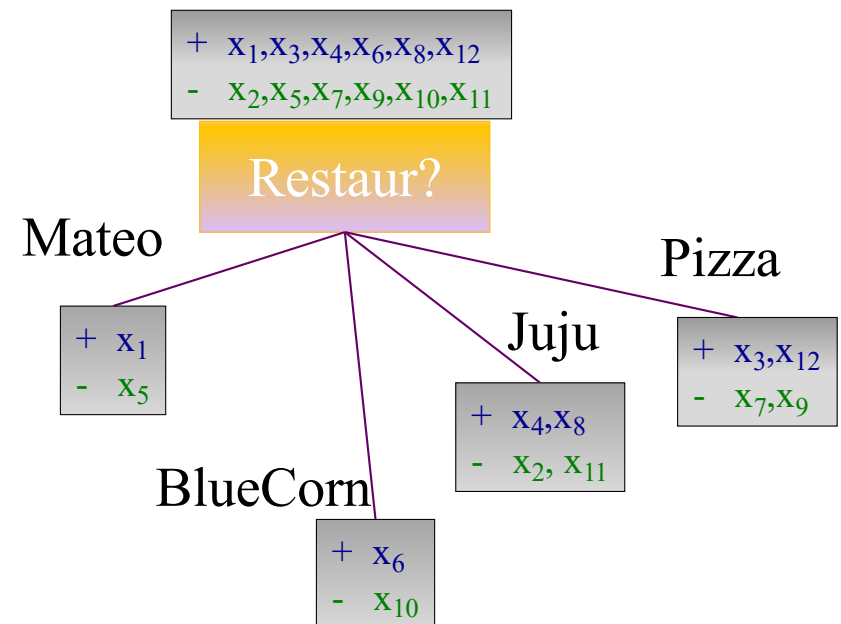 + x₁,x₃,x₄,x₆,x₈,x₁₂
- x₂,x₅,x₇,x₉,x₁₀,x₁₁
Restaur?
Mateo
+ x₁
- x₅
BlueCorn
+ x₆
- x₁₀
Juju
+ x₄,x₈
- x₂, x₁₁
Pizza
+ x₃,x₁₂
- x₇,x₉